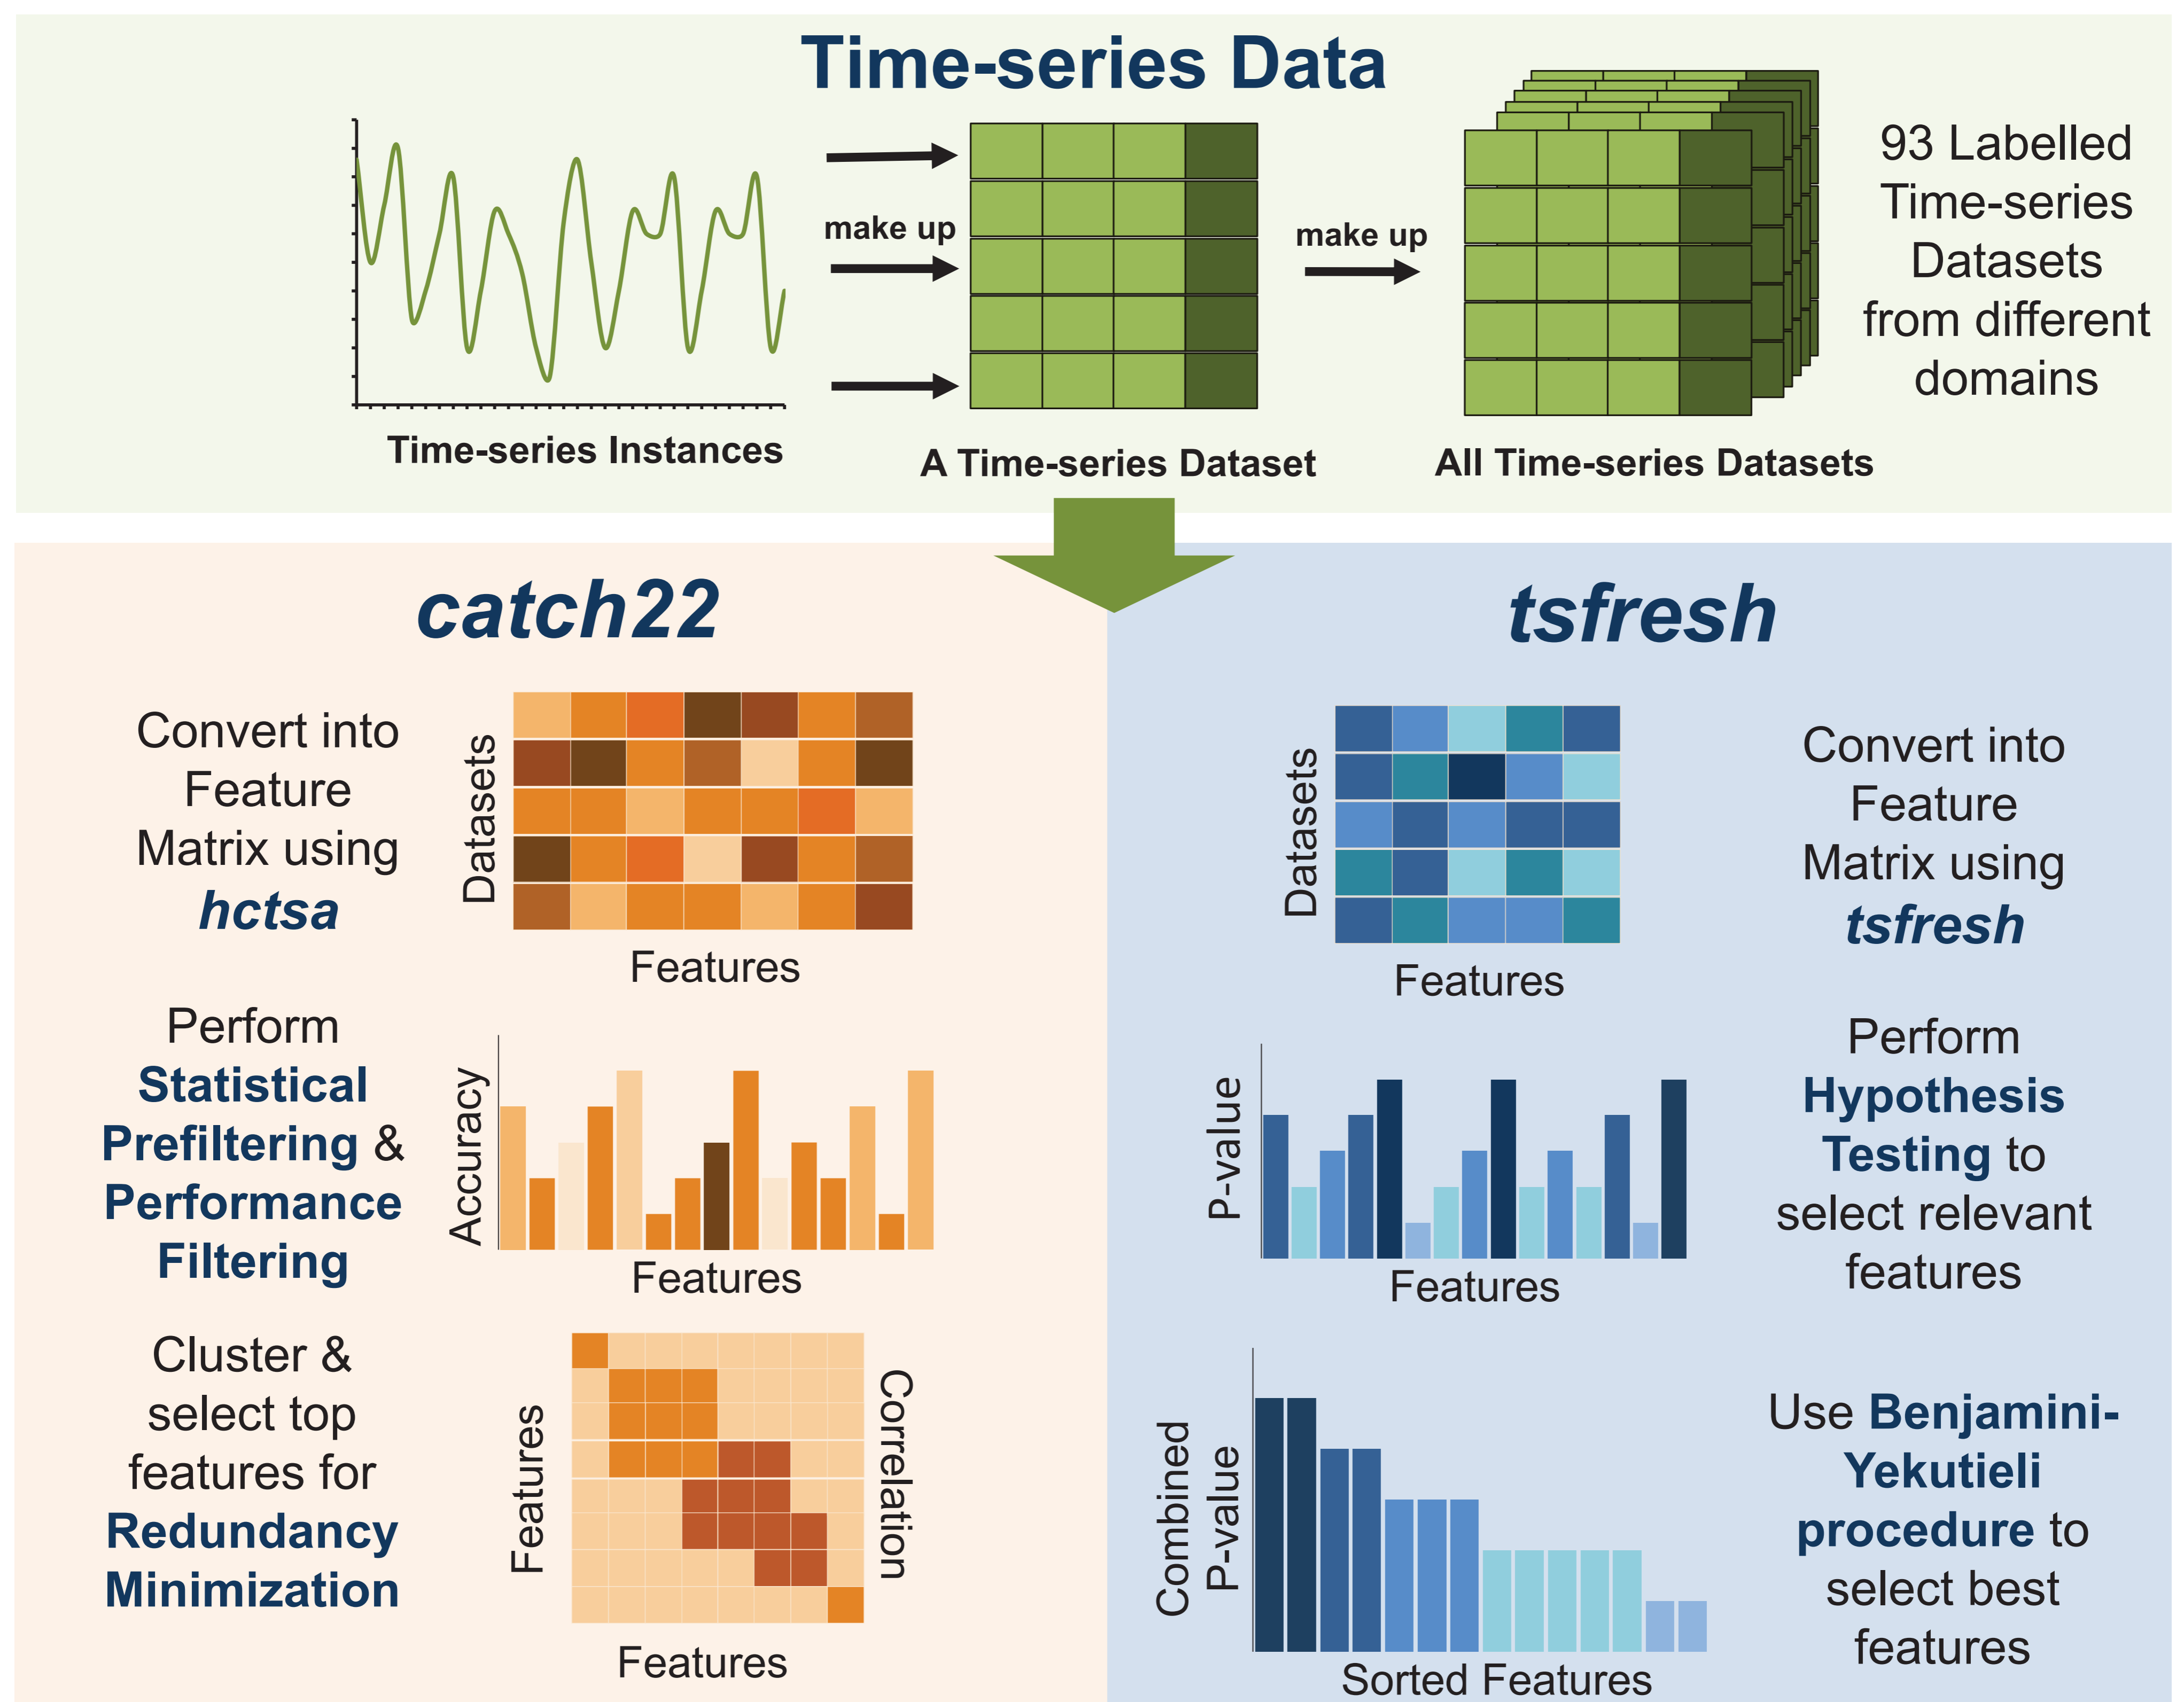 Time-series Data
make up
make up
93 Labelled
Time-series
Datasets
from different
domains
Time-series Instances
A Time-series Dataset
All Time-series Datasets
catch22
Convert into
Feature
Matrix using
hctsa
Datasets
Features
Perform
Statistical
Prefiltering &
Performance
Filtering
Accuracy
Features
Cluster &
select top
features for
Redundancy
Minimization
Features
Correlation
Features
tsfresh
Datasets
Features
Convert into
Feature
Matrix using
tsfresh
P-value
Features
Perform
Hypothesis
Testing to
select relevant
features
Combined
P-value
Sorted Features
Use Benjamini-
Yekutieli
procedure to
select best
features